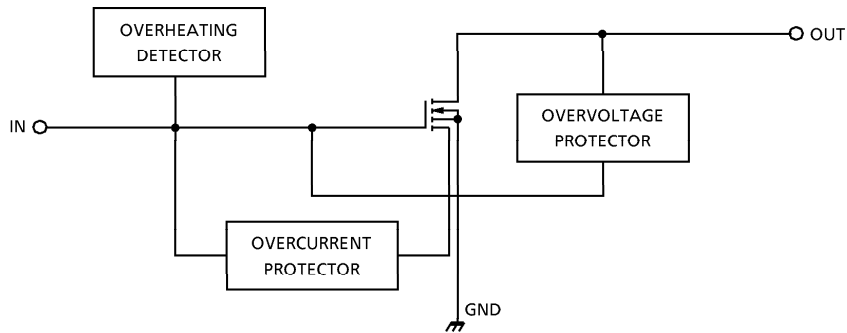 OVERHEATING
DETECTOR
OUT
OVERVOLTAGE
PROTECTOR
IN
OVERCURRENT
PROTECTOR
GND